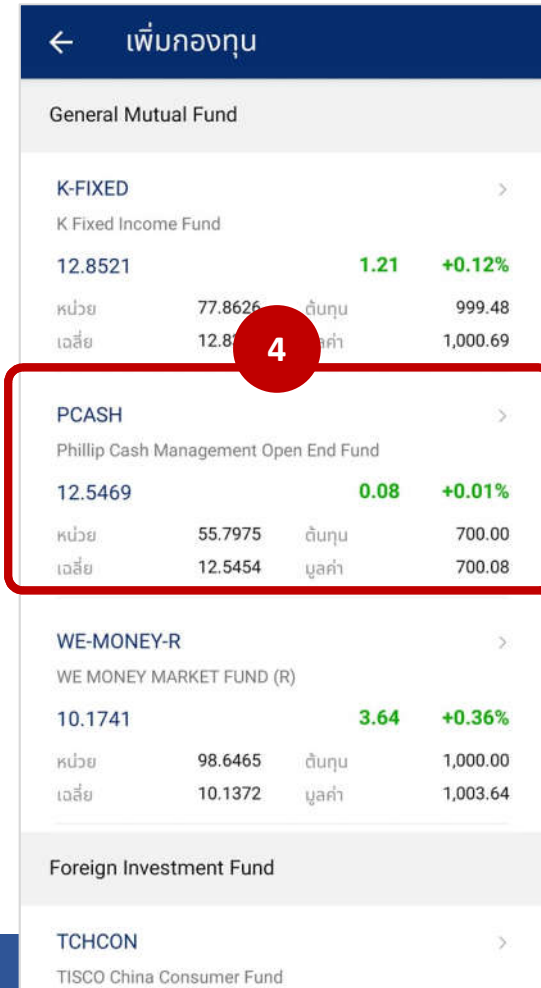 ← เพิ่มกองทุน
General Mutual Fund
K-FIXED >
K Fixed Income Fund
12.8521 1.21 +0.12%
หน่วย 77.8626 ต้นทุน 999.48
เฉลี่ย 1,000.69
4
PCASH >
Phillip Cash Management Open End Fund
12.5469 0.08 +0.01%
หน่วย 55.7975 ต้นทุน 700.00
เฉลี่ย 12.5454 มูลค่า 700.08
WE-MONEY-R >
WE MONEY MARKET FUND (R)
10.1741 3.64 +0.36%
หน่วย 98.6465 ต้นทุน 1,000.00
เฉลี่ย 10.1372 มูลค่า 1,003.64
Foreign Investment Fund
TCHCON >
TISCO China Consumer Fund